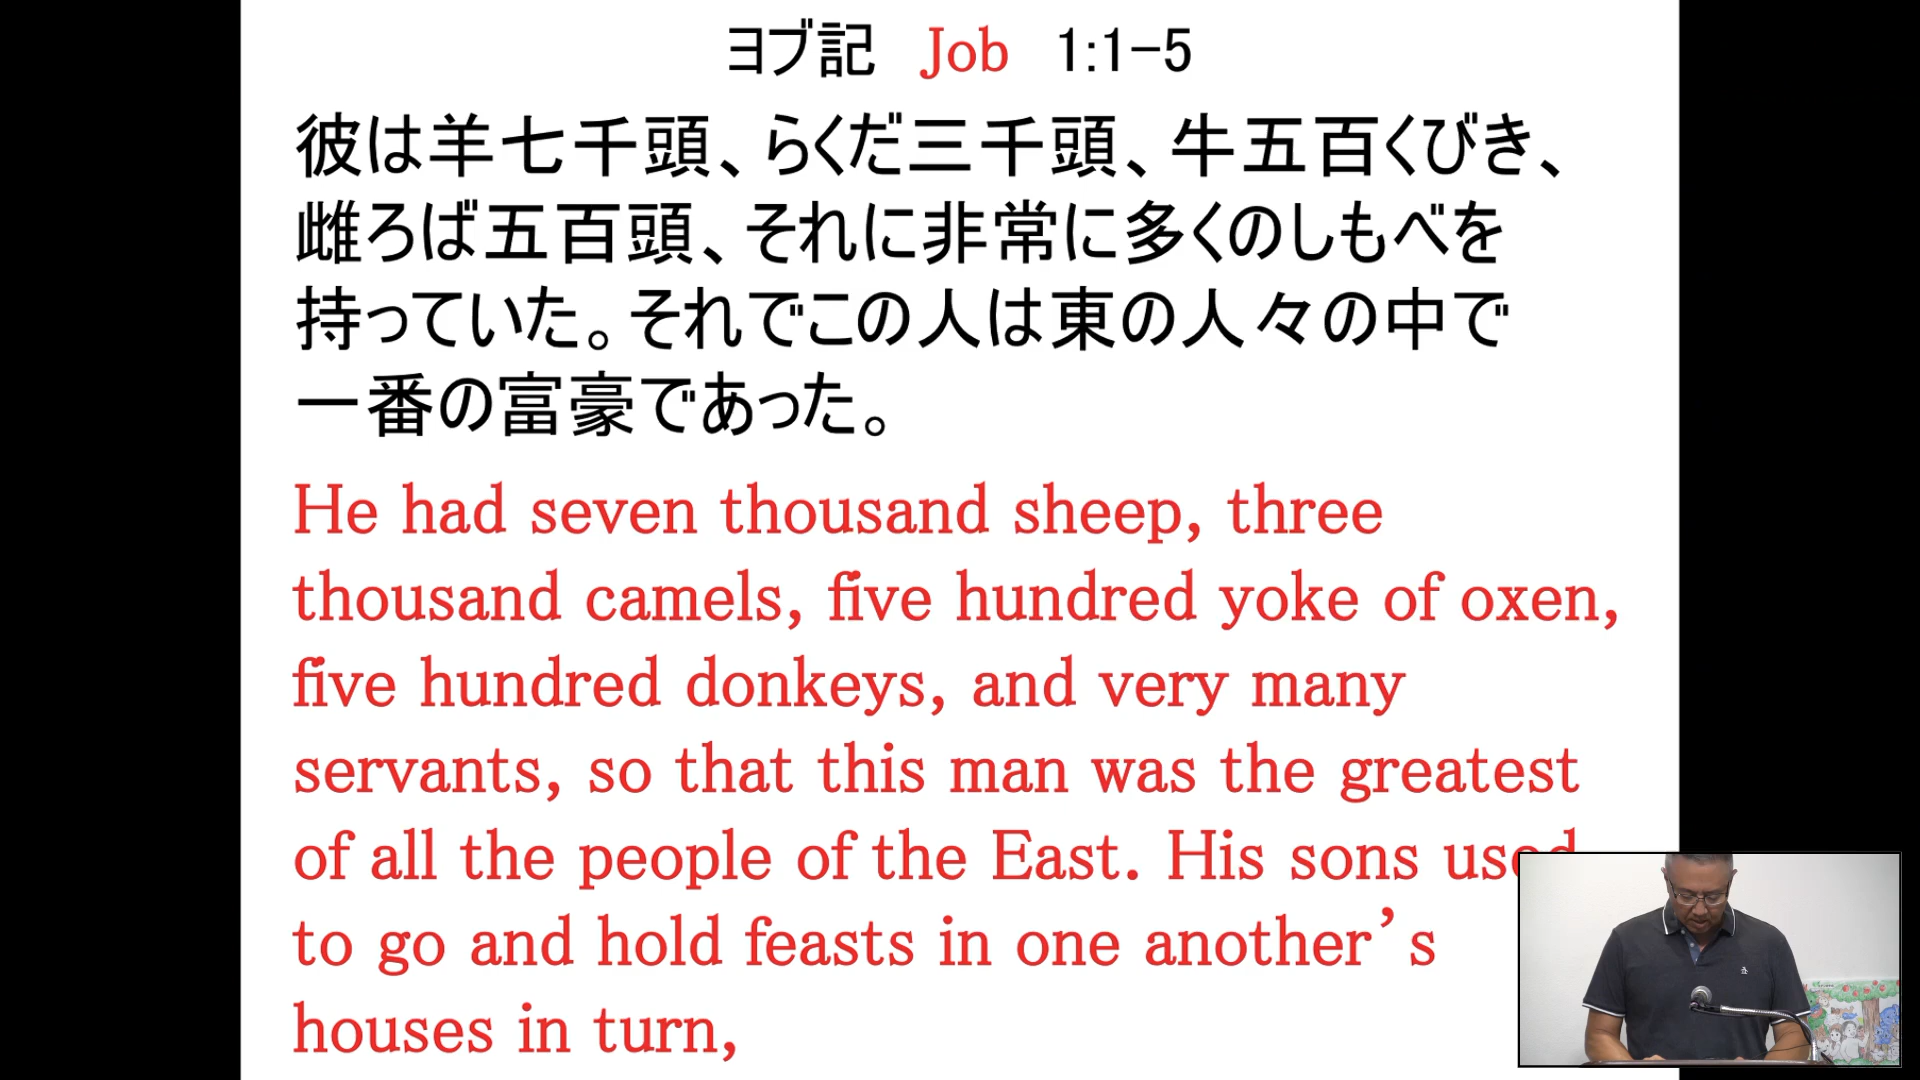 ヨブ記 Job 1:1-5
彼は羊七千頭、らくだ三千頭、牛五百くびき、
雌ろば五百頭、それに非常に多くのしもべを
持っていた。それでこの人は東の人々の中で
一番の富豪であった。
He had seven thousand sheep, three
thousand camels, five hundred yoke of oxen,
five hundred donkeys, and very many
servants, so that this man was the greatest
of all the people of the East. His sons used
to go and hold feasts in one another’s
houses in turn,